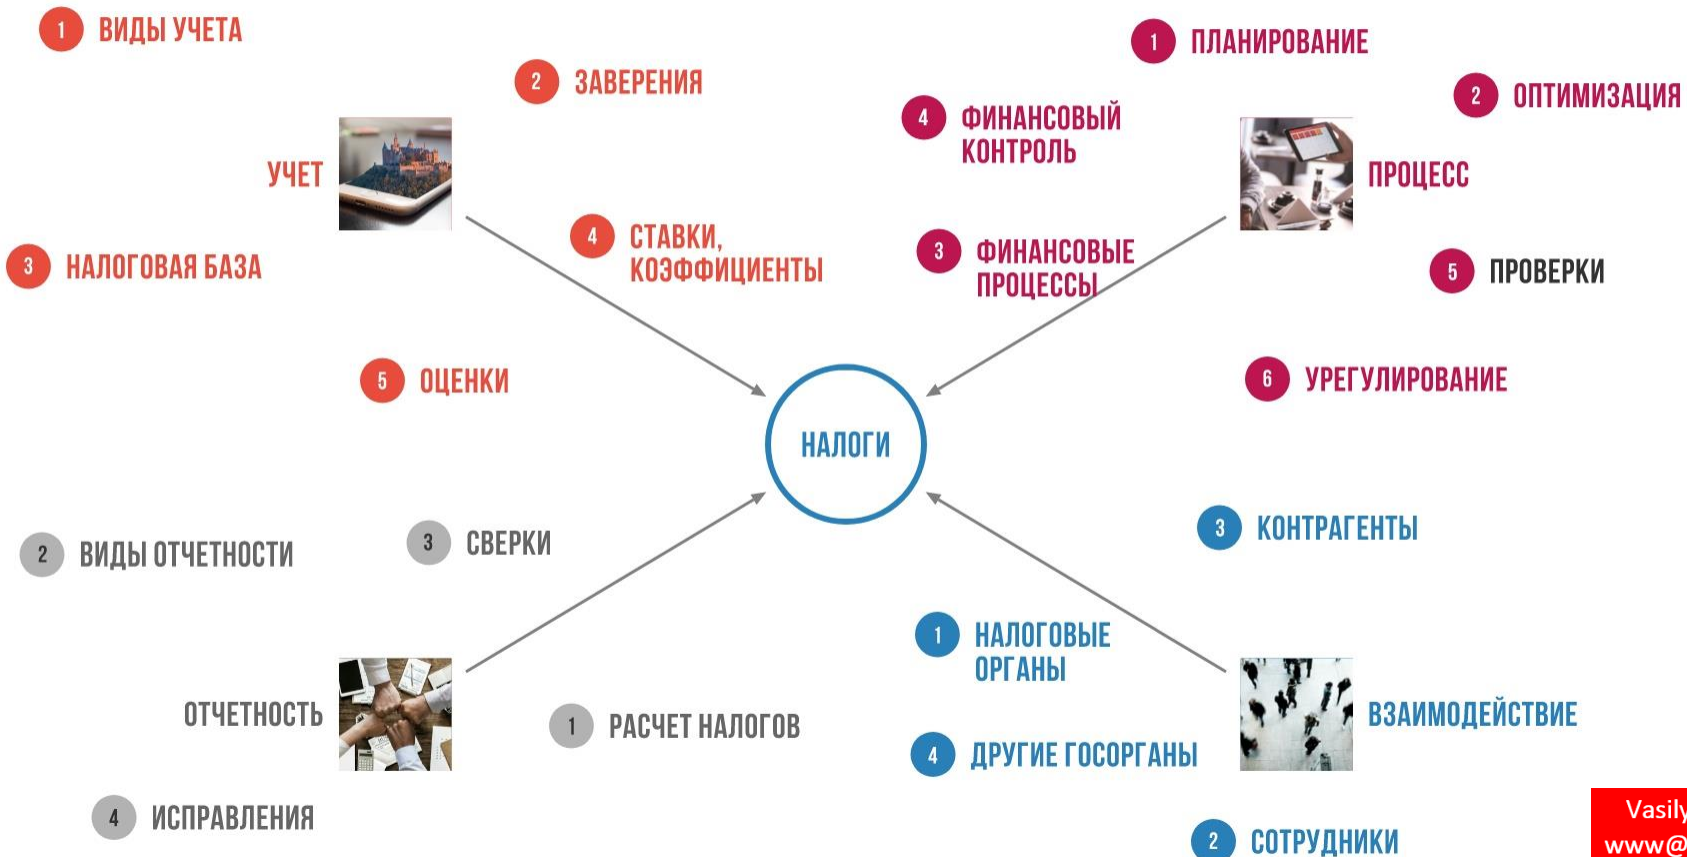 1 ВИДЫ УЧЕТА
2 ЗАВЕРЕНИЯ
УЧЕТ
3 НАЛОГОВАЯ БАЗА
4 СТАВКИ,
КОЭФФИЦИЕНТЫ
5 ОЦЕНКИ
1 ПЛАНИРОВАНИЕ
2 ОПТИМИЗАЦИЯ
4 ФИНАНСОВЫЙ
КОНТРОЛЬ
ПРОЦЕСС
3 ФИНАНСОВЫЕ
ПРОЦЕССЫ
5 ПРОВЕРКИ
6 УРЕГУЛИРОВАНИЕ
НАЛОГИ
2 ВИДЫ ОТЧЕТНОСТИ
3 СВЕРКИ
ОТЧЕТНОСТЬ
1 РАСЧЕТ НАЛОГОВ
4 ИСПРАВЛЕНИЯ
3 КОНТРАГЕНТЫ
1 НАЛОГОВЫЕ
ОРГАНЫ
ВЗАИМОДЕЙСТВИЕ
4 ДРУГИЕ ГОСОРГАНЫ
2 СОТРУДНИКИ
Vasily
www@